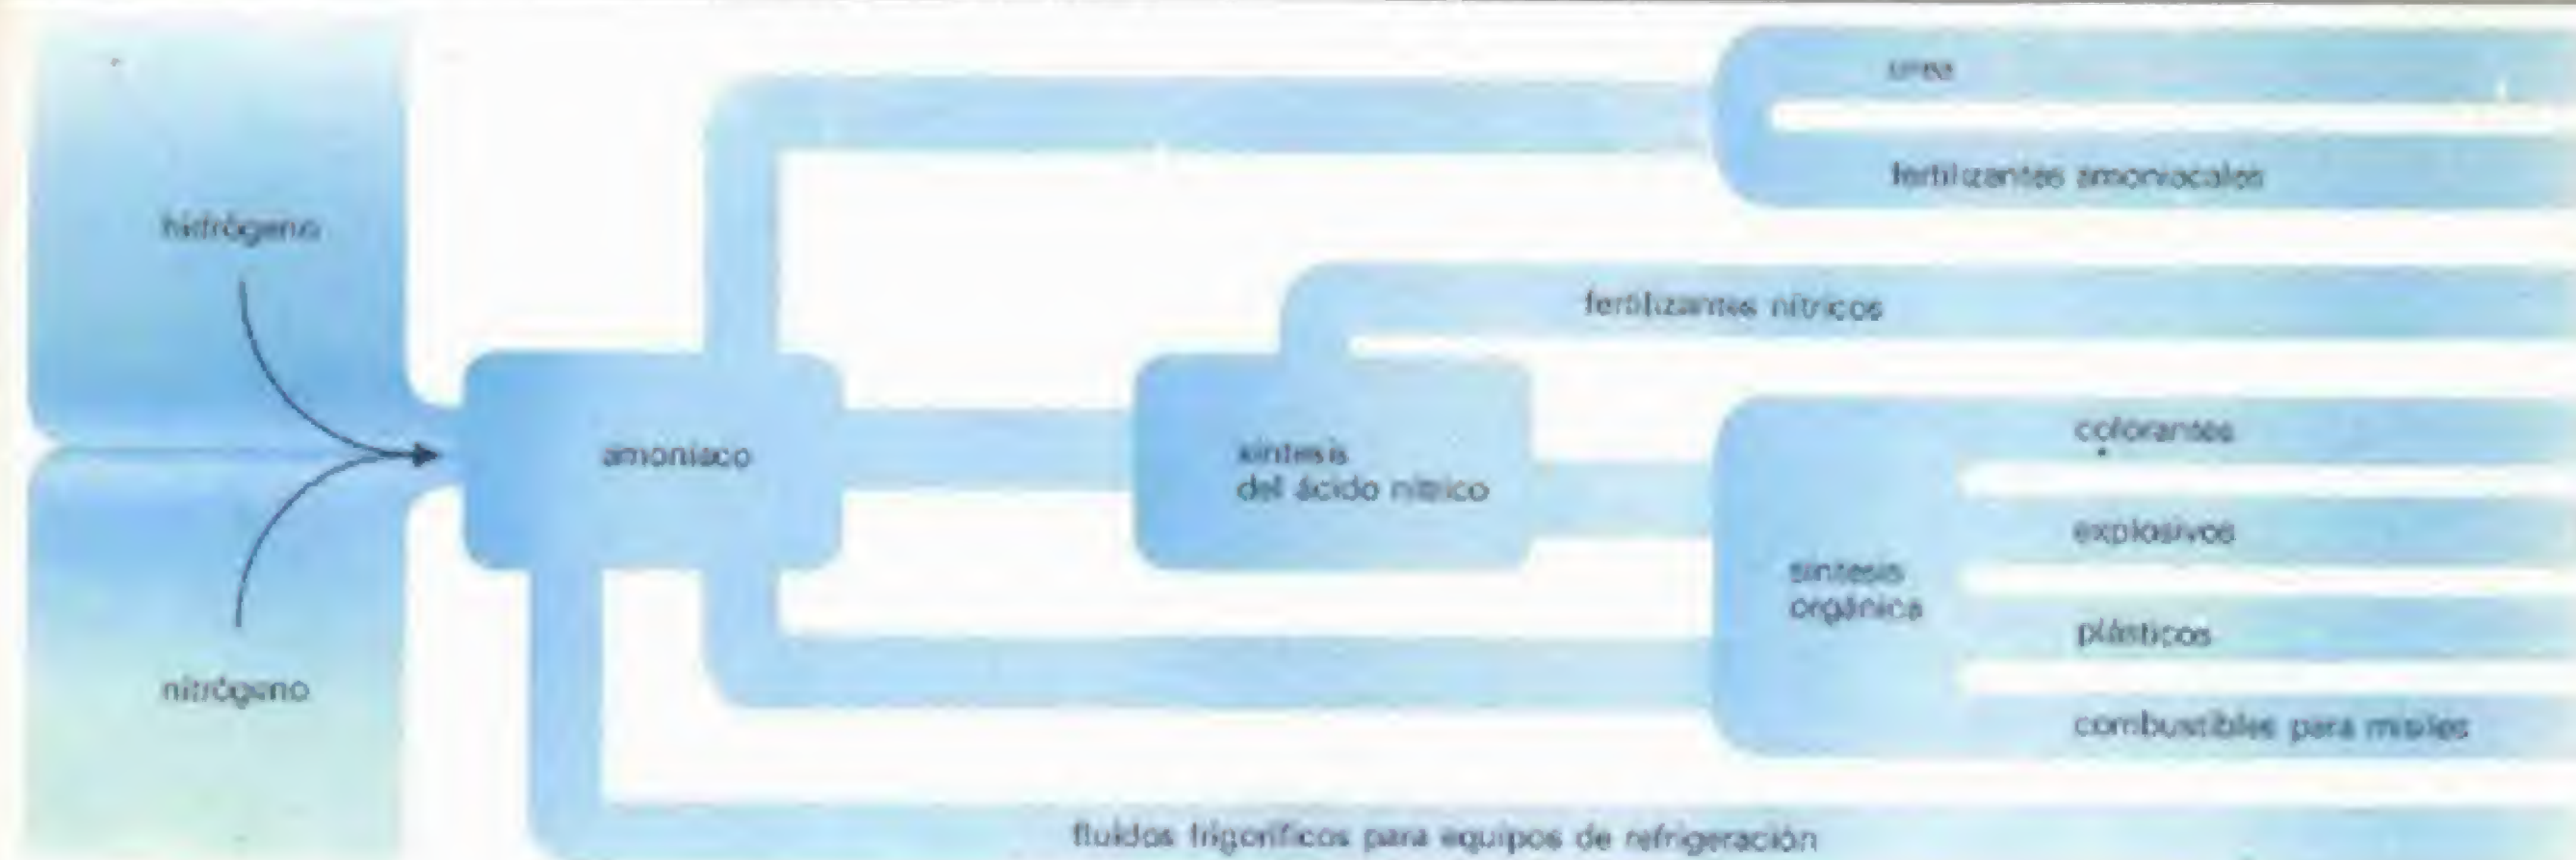 urea
fertilizantes amoniacales
hidrógeno
fertilizantes nítricos
colorantes
amoníaco
síntesis
del ácido nítrico
explosivos
síntesis
orgánica
plásticos
nitrógeno
combustibles para misiles
fluidos frigoríficos para equipos de refrigeración